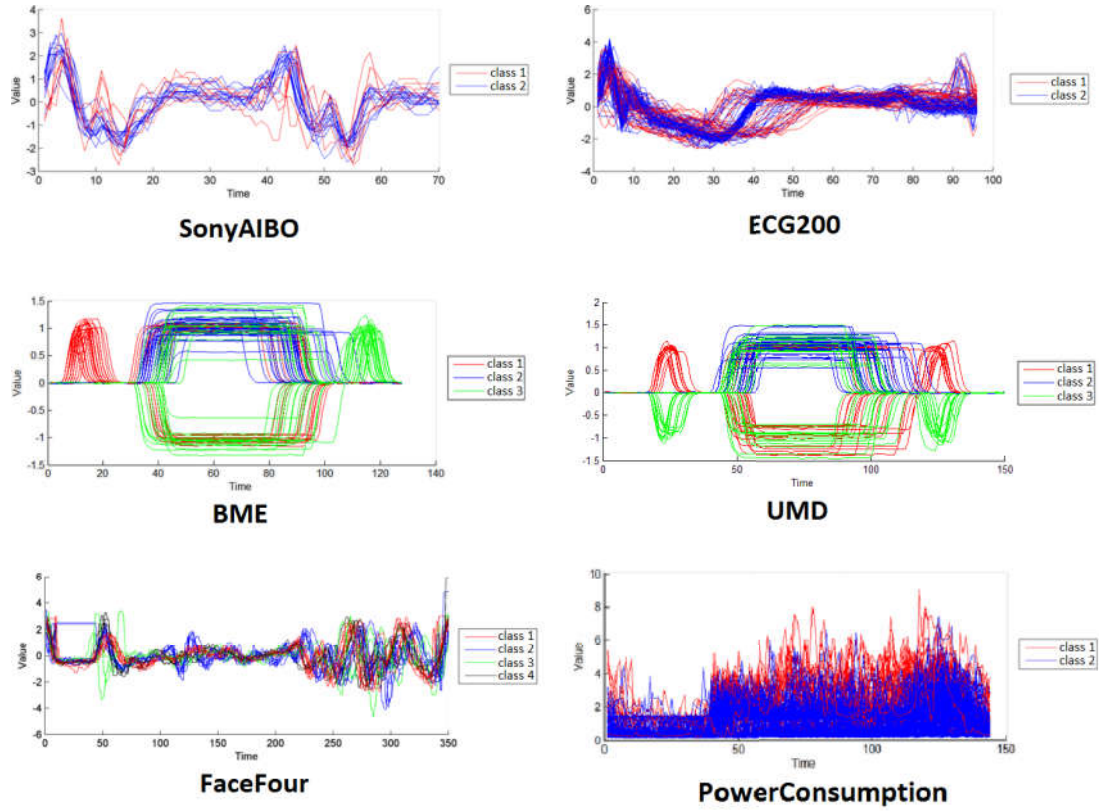 4
3
2
1
0
-1
-2
-3
Value
0 10 20 30 40 50 60 70
Time
class 1
class 2
SonyAIBO
6
4
2
0
-2
-4
Value
0 10 20 30 40 50 60 70 80 90 100
Time
class 1
class 2
ECG200
1.5
1
0.5
0
-0.5
-1
-1.5
Value
0 20 40 60 80 100 120 140
Time
class 1
class 2
class 3
BME
2
1.5
1
0.5
0
-0.5
-1
-1.5
Value
0 50 100 150
Time
class 1
class 2
class 3
UMD
6
4
2
0
-2
-4
-6
Value
0 50 100 150 200 250 300 350
Time
class 1
class 2
class 3
class 4
FaceFour
10
8
6
4
2
0
Value
0 50 100 150
Time
class 1
class 2
PowerConsumption